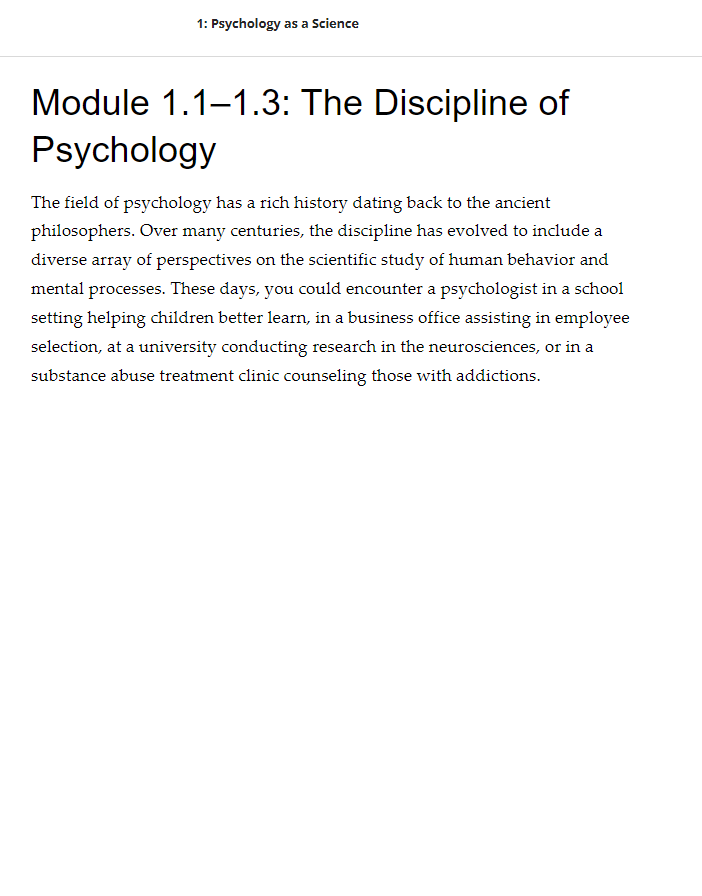 1: Psychology as a Science
Module 1.1–1.3: The Discipline of
Psychology
The field of psychology has a rich history dating back to the ancient
philosophers. Over many centuries, the discipline has evolved to include a
diverse array of perspectives on the scientific study of human behavior and
mental processes. These days, you could encounter a psychologist in a school
setting helping children better learn, in a business office assisting in employee
selection, at a university conducting research in the neurosciences, or in a
substance abuse treatment clinic counseling those with addictions.